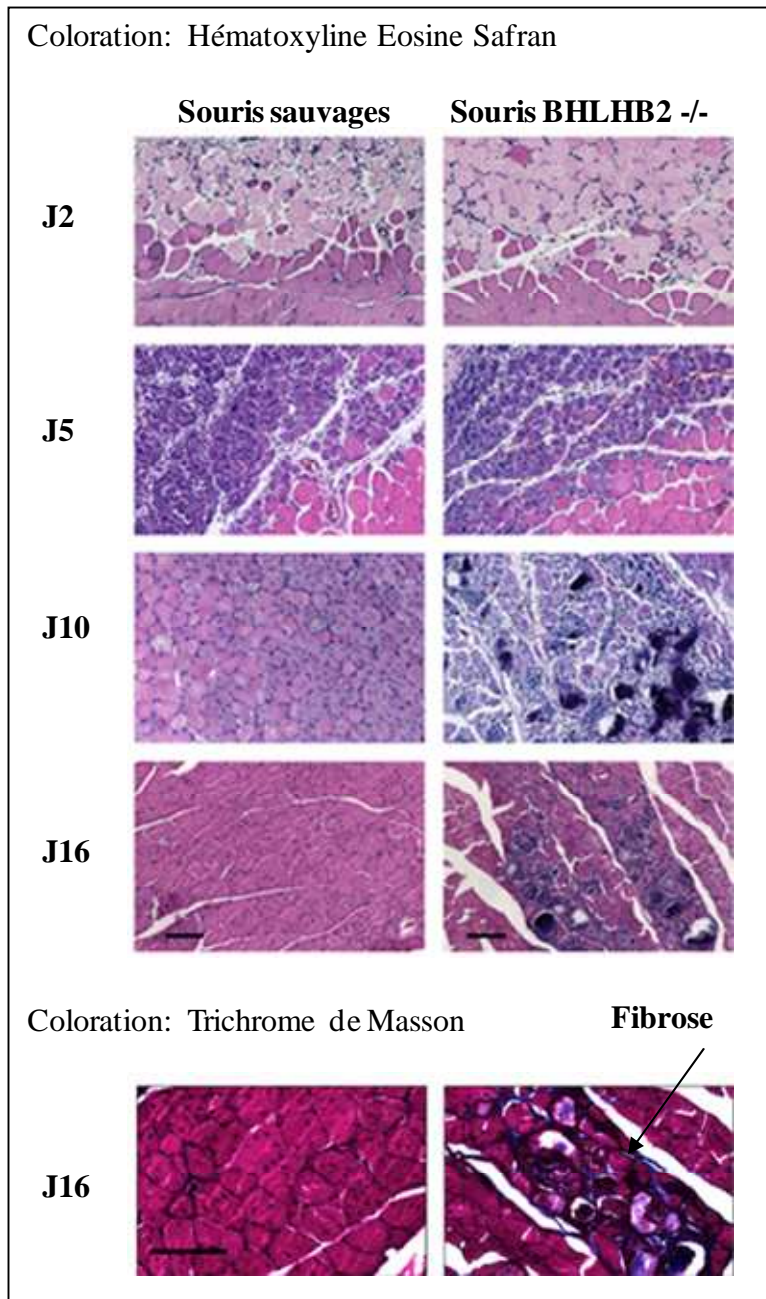 Coloration: Hématoxyline Eosine Safran
Souris sauvages Souris BHLHB2 -/-
J2
J5
J10
J16
Coloration: Trichrome de Masson Fibrose
J16